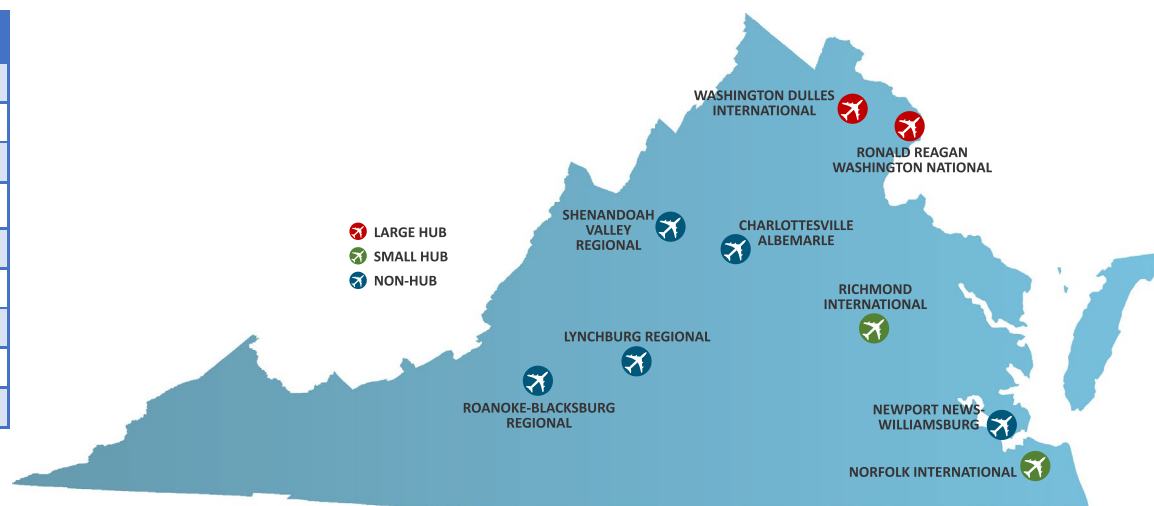 WASHINGTON DULLES
INTERNATIONAL
RONALD REAGAN
WASHINGTON NATIONAL
SHENANDOAH
VALLEY
REGIONAL
CHARLOTTESVILLE
ALBEMARLE
LARGE HUB
SMALL HUB
NON-HUB
RICHMOND
INTERNATIONAL
LYNCHBURG REGIONAL
ROANOKE-BLACKSBURG
REGIONAL
NEWPORT NEWS-
WILLIAMSBURG
NORFOLK INTERNATIONAL